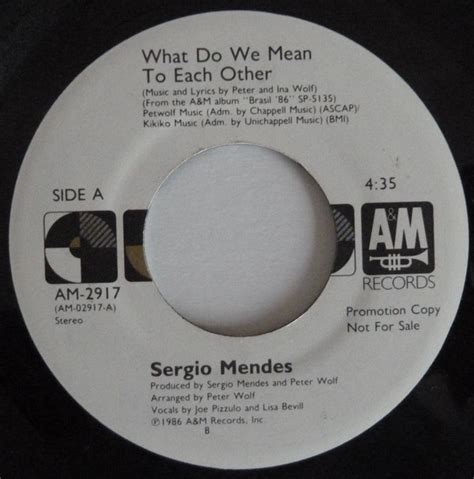 What Do We Mean
To Each Other
(Music and Lyrics by Peter and Ina Wolf)
(From the A&M album "Brasil '86" SP-5135)
Petwolf Music (Adm. by Chappell Music) (ASCAP)/
Kikiko Music (Adm. by Unichappell Music) (BMI)
SIDE A
4:35
A&M
RECORDS
AM-2917
(AM-02917-A)
Stereo
Promotion Copy
Not For Sale
Sergio Mendes
Produced by Sergio Mendes and Peter Wolf
Arranged by Peter Wolf
Vocals by Joe Pizzulo and Lisa Bevill
℗1986 A&M Records, Inc.
B